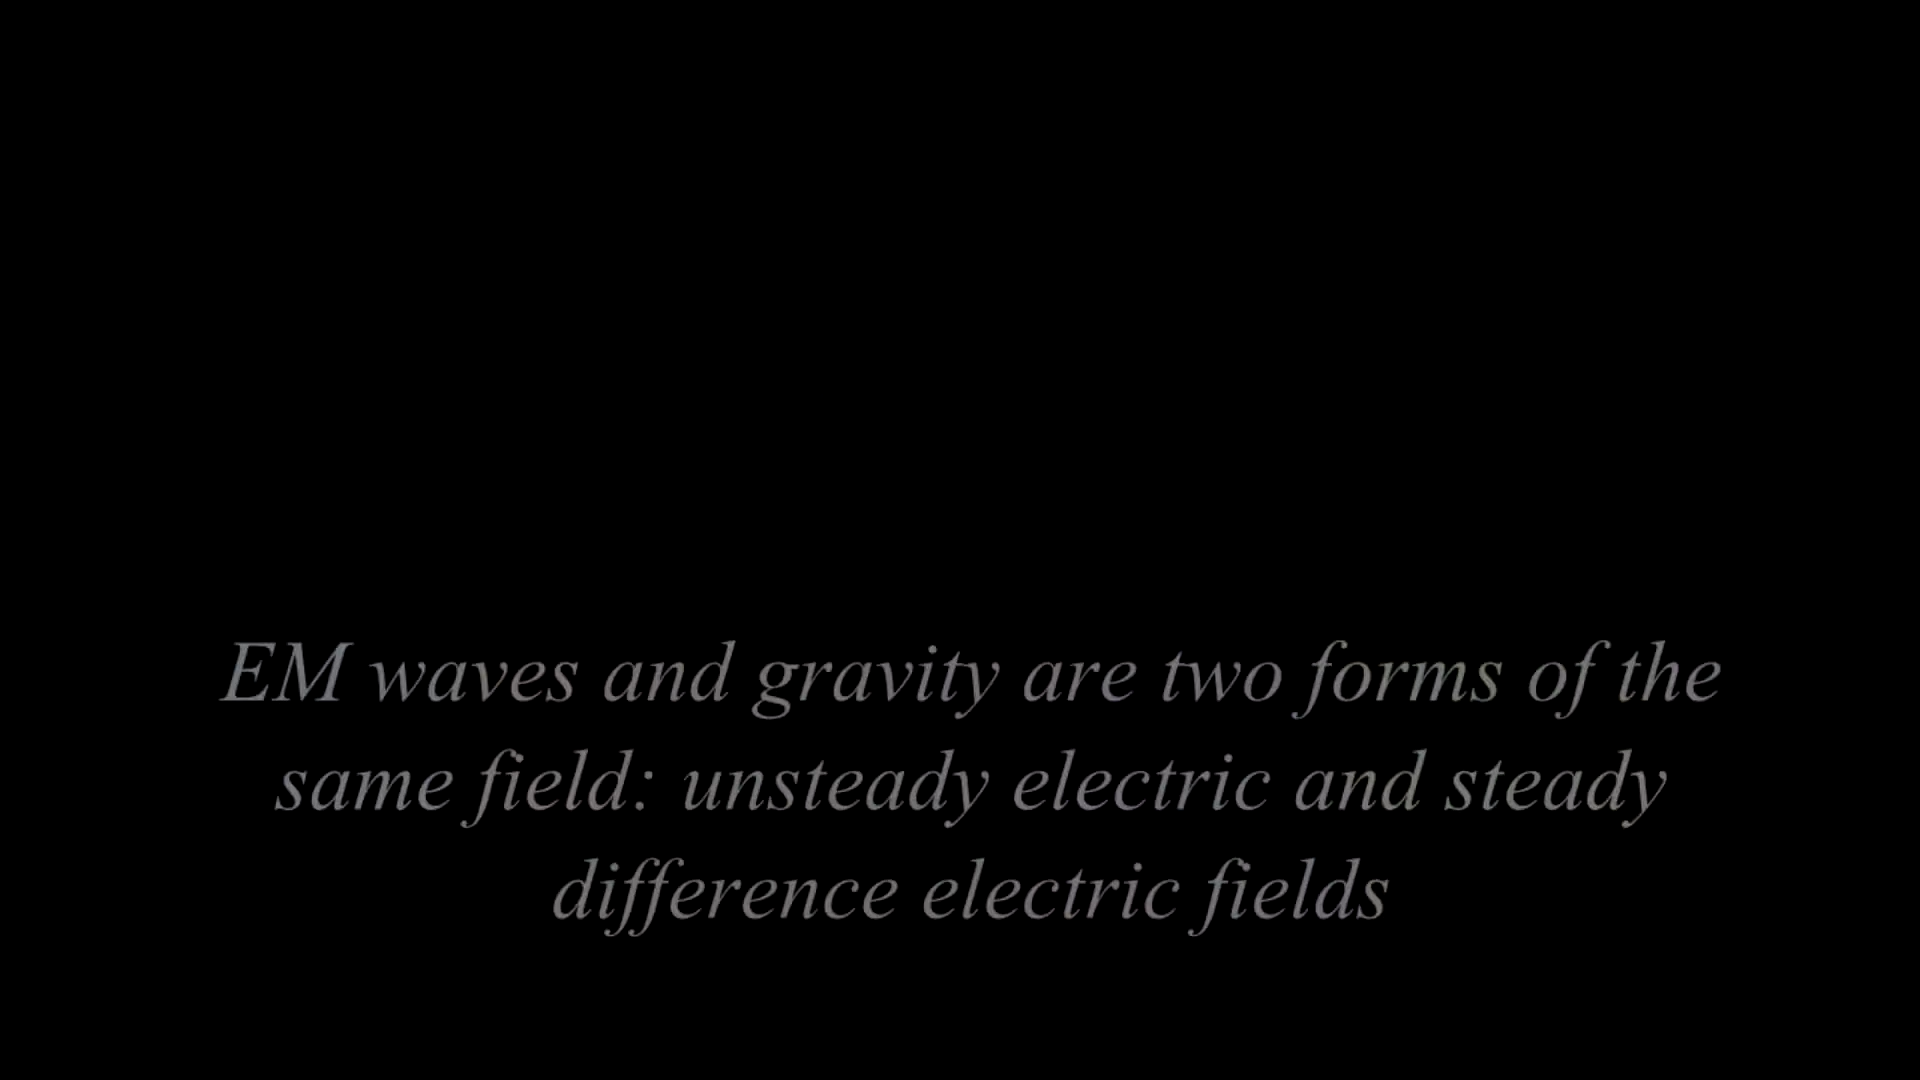 EM waves and gravity are two forms of the
same field: unsteady electric and steady
difference electric fields